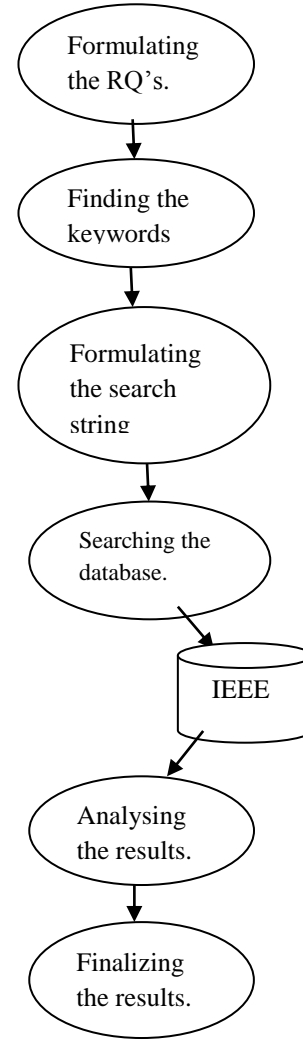 Formulating
the RQ’s.
Finding the
keywords
Formulating
the search
string
Searching the
database.
IEEE
Analysing
the results.
Finalizing
the results.